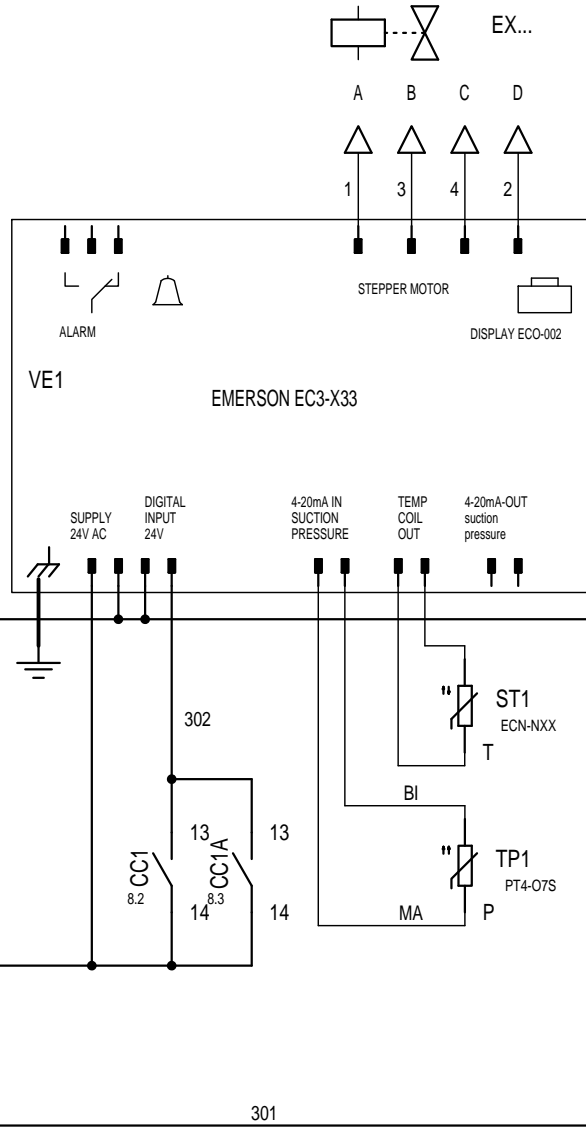 EX...
A B C D
1 3 4 2
STEPPER MOTOR
ALARM
DISPLAY ECO-002
VE1
EMERSON EC3-X33
SUPPLY
24V AC
DIGITAL
INPUT
24V
4-20mA IN
SUCTION
PRESSURE
TEMP
COIL
OUT
4-20mA-OUT
suction
pressure
ST1
ECN-NXX
T
302
BI
13
CC1
8.2
14
13
CC1A
8.3
14
TP1
PT4-O7S
MA
P
301